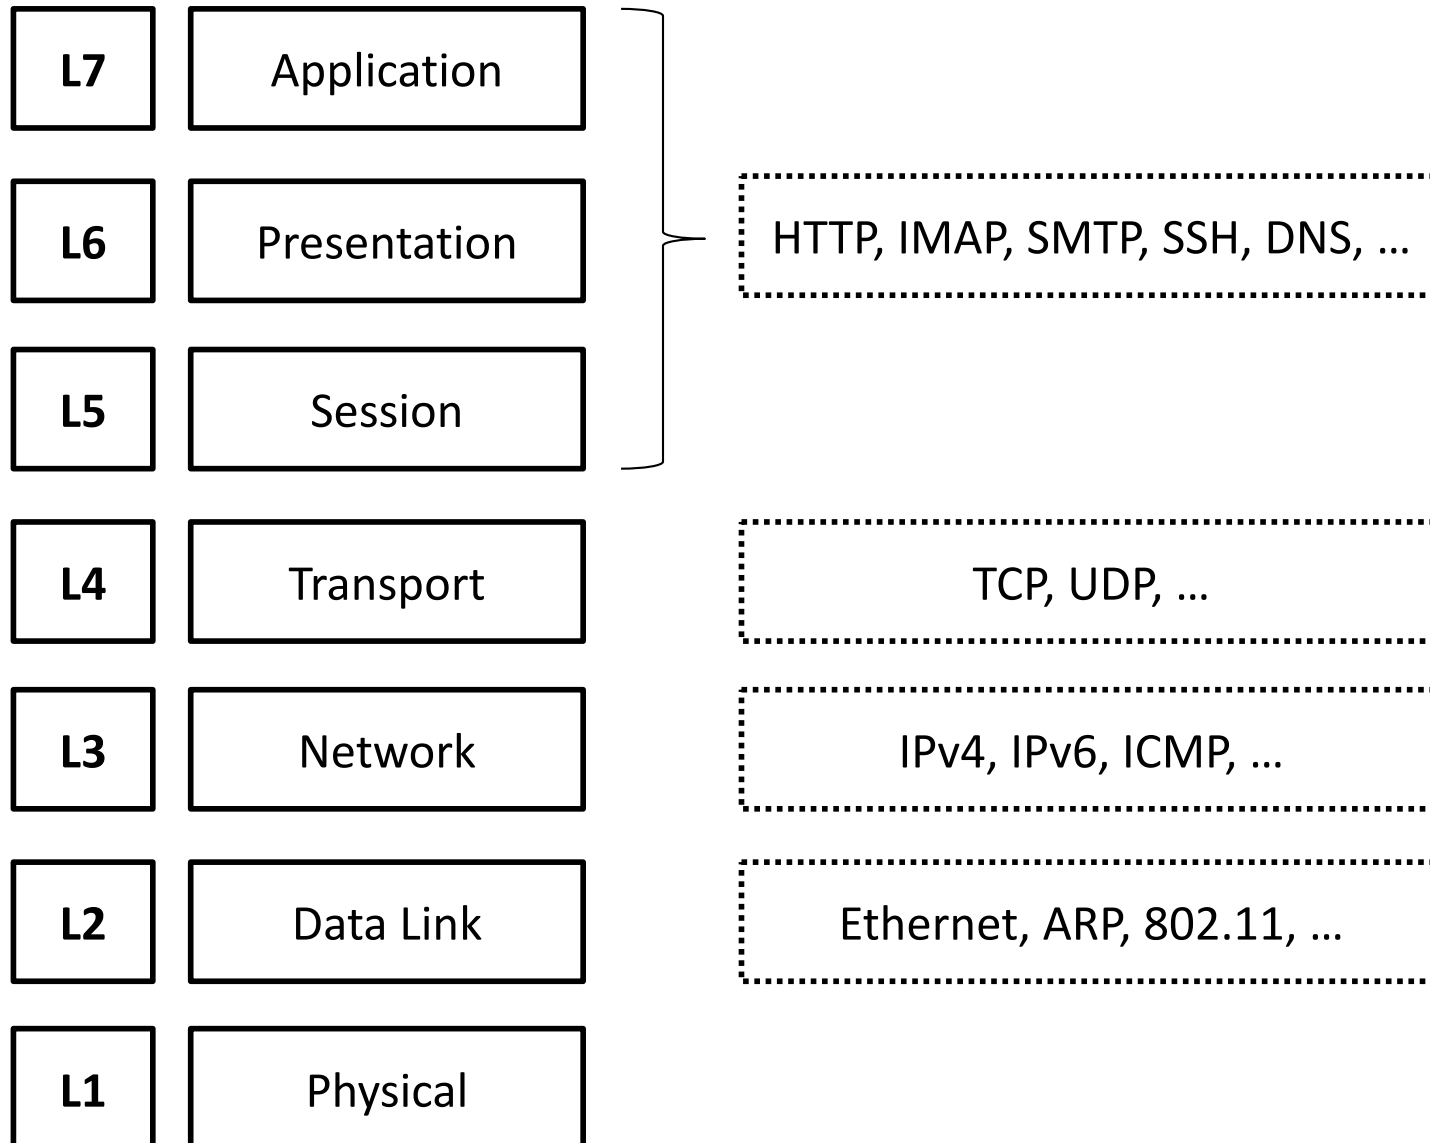 L7 Application
L6 Presentation HTTP, IMAP, SMTP, SSH, DNS, ...
L5 Session
L4 Transport TCP, UDP, ...
L3 Network IPv4, IPv6, ICMP, ...
L2 Data Link Ethernet, ARP, 802.11, ...
L1 Physical